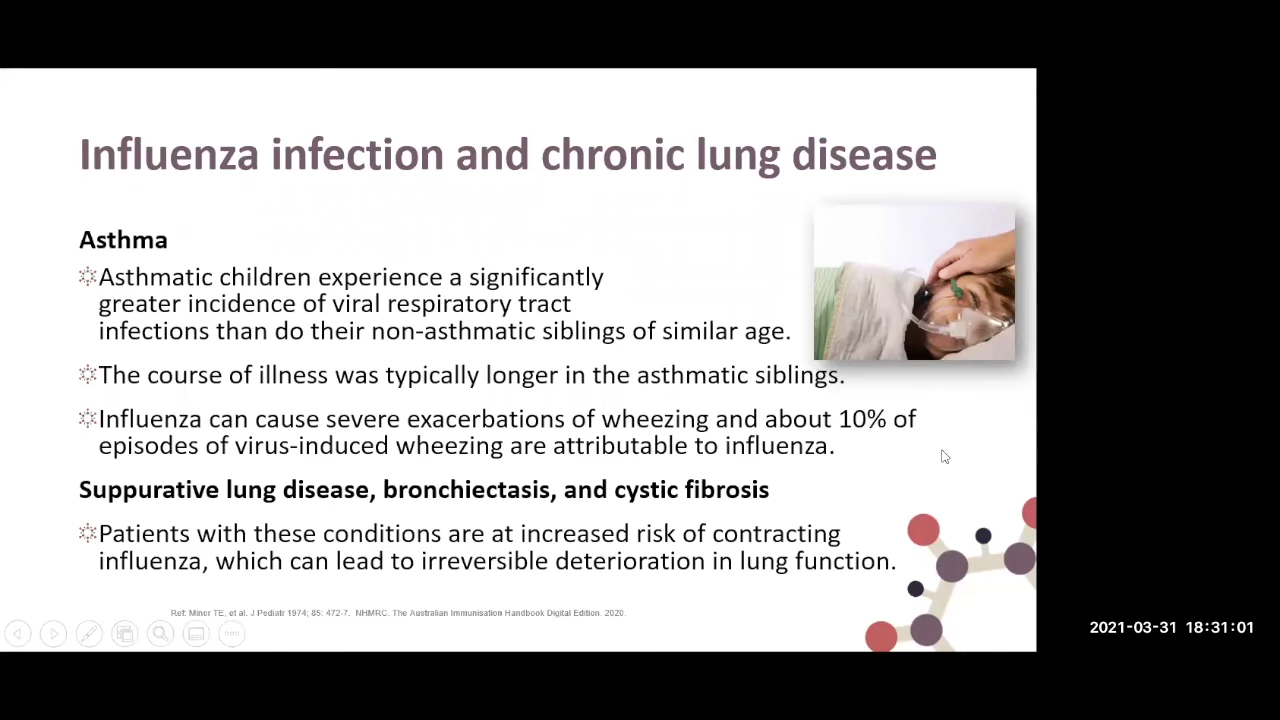 Influenza infection and chronic lung disease
Asthma
Asthmatic children experience a significantly
greater incidence of viral respiratory tract
infections than do their non-asthmatic siblings of similar age.
The course of illness was typically longer in the asthmatic siblings.
Influenza can cause severe exacerbations of wheezing and about 10% of
episodes of virus-induced wheezing are attributable to influenza.
Suppurative lung disease, bronchiectasis, and cystic fibrosis
Patients with these conditions are at increased risk of contracting
influenza, which can lead to irreversible deterioration in lung function.
Ref: Minor TE, et al. J Pediatr 1974; 85: 472-7. NHMRC. The Australian Immunisation Handbook Digital Edition. 2020.
2021-03-31 18:31:01